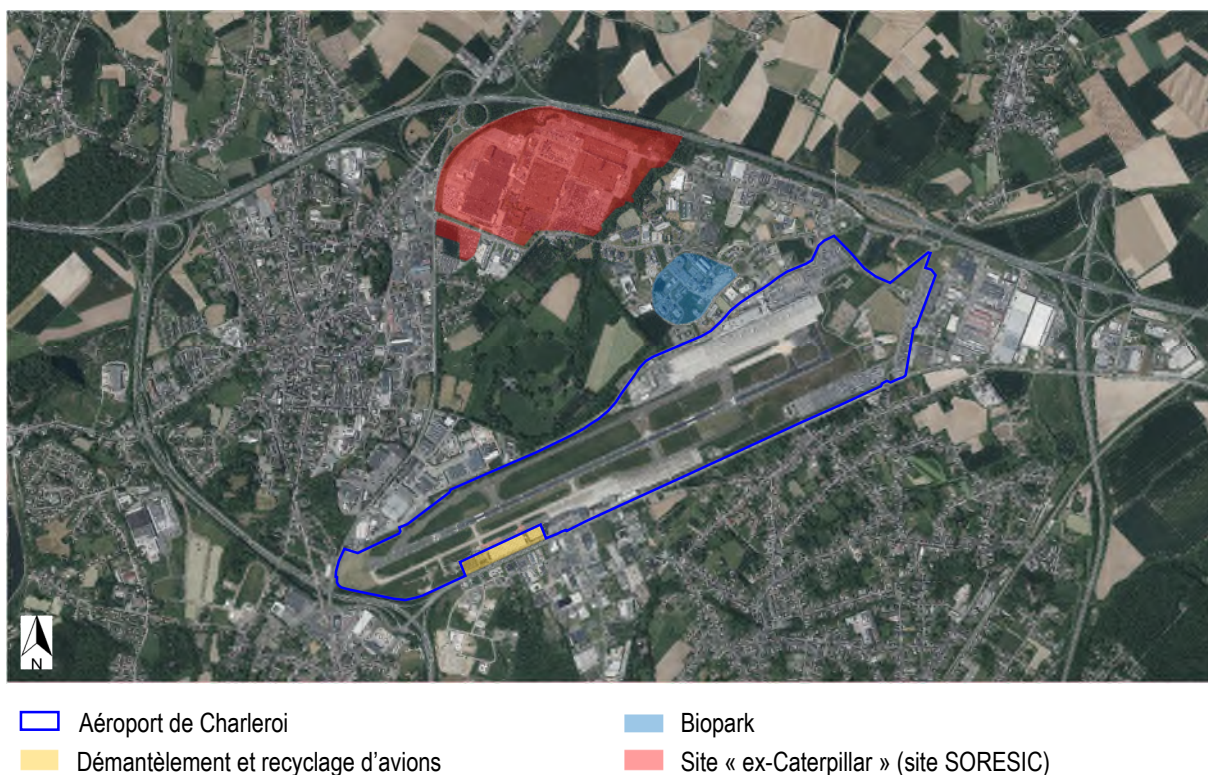 N
Aéroport de Charleroi
Biopark
Démantèlement et recyclage d'avions
Site « ex-Caterpillar » (site SORESIC)